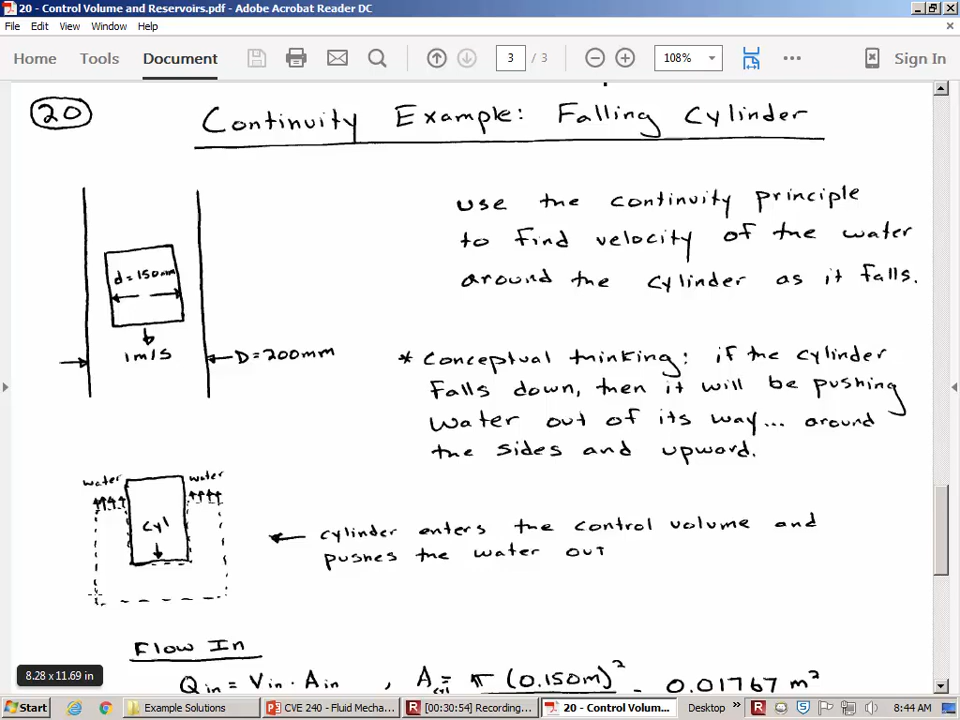 20 - Control Volume and Reservoirs.pdf - Adobe Acrobat Reader DC
File Edit View Window Help
Home Tools Document 3 / 3 108% Sign In
20 Continuity Example: Falling Cylinder
use the continuity principle
to find velocity of the water
around the cylinder as it falls.
d = 150mm
1m/s
D = 200mm
* Conceptual thinking: if the cylinder
falls down, then it will be pushing
water out of its way... around
the sides and upward.
water water
cyl
cylinder enters the control volume and
pushes the water out
Flow In
Qin = Vin · Ain , Acyl = π (0.150m)² = 0.01767 m²
8.28 x 11.69 in
Start Example Solutions CVE 240 - Fluid Mecha... [00:30:54] Recording... 20 - Control Volum... Desktop » 8:44 AM